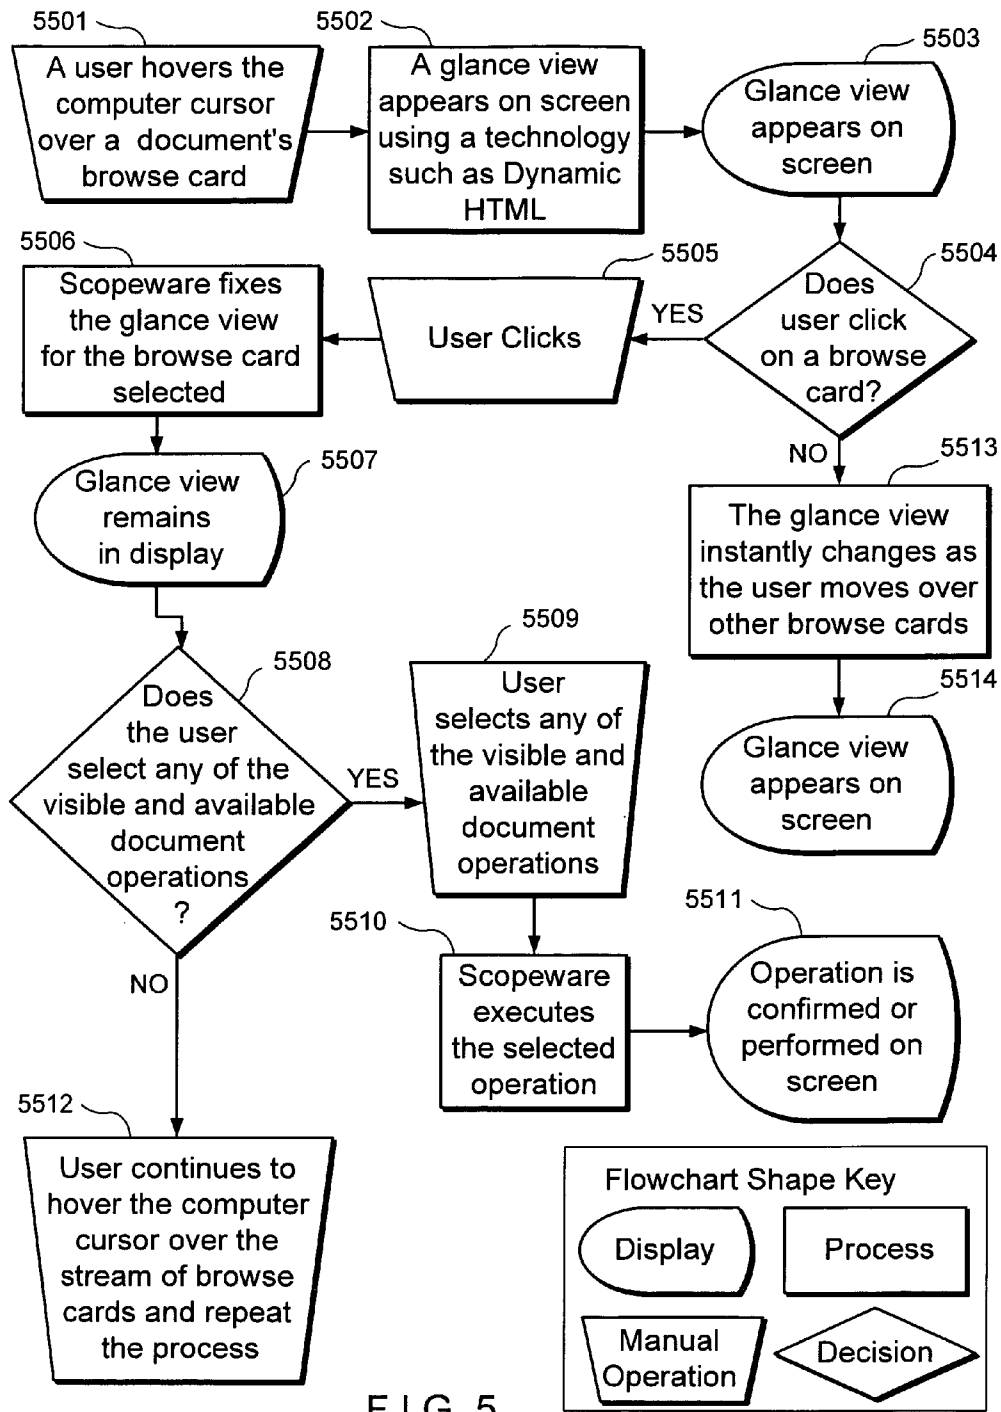 5501
A user hovers the
computer cursor
over a document's
browse card
5502
A glance view
appears on screen
using a technology
such as Dynamic
HTML
5503
Glance view
appears on
screen
5504
Does
user click
on a browse
card?
YES
NO
5505
User Clicks
5506
Scopeware fixes
the glance view
for the browse card
selected
5507
Glance view
remains
in display
5508
Does
the user
select any of the
visible and available
document
operations
?
YES
NO
5509
User
selects any of
the visible and
available
document
operations
5510
Scopeware
executes
the selected
operation
5511
Operation is
confirmed or
performed on
screen
5512
User continues to
hover the computer
cursor over the
stream of browse
cards and repeat
the process
5513
The glance view
instantly changes as
the user moves over
other browse cards
5514
Glance view
appears on
screen
Flowchart Shape Key
Display
Process
Manual
Operation
Decision
FIG. 5